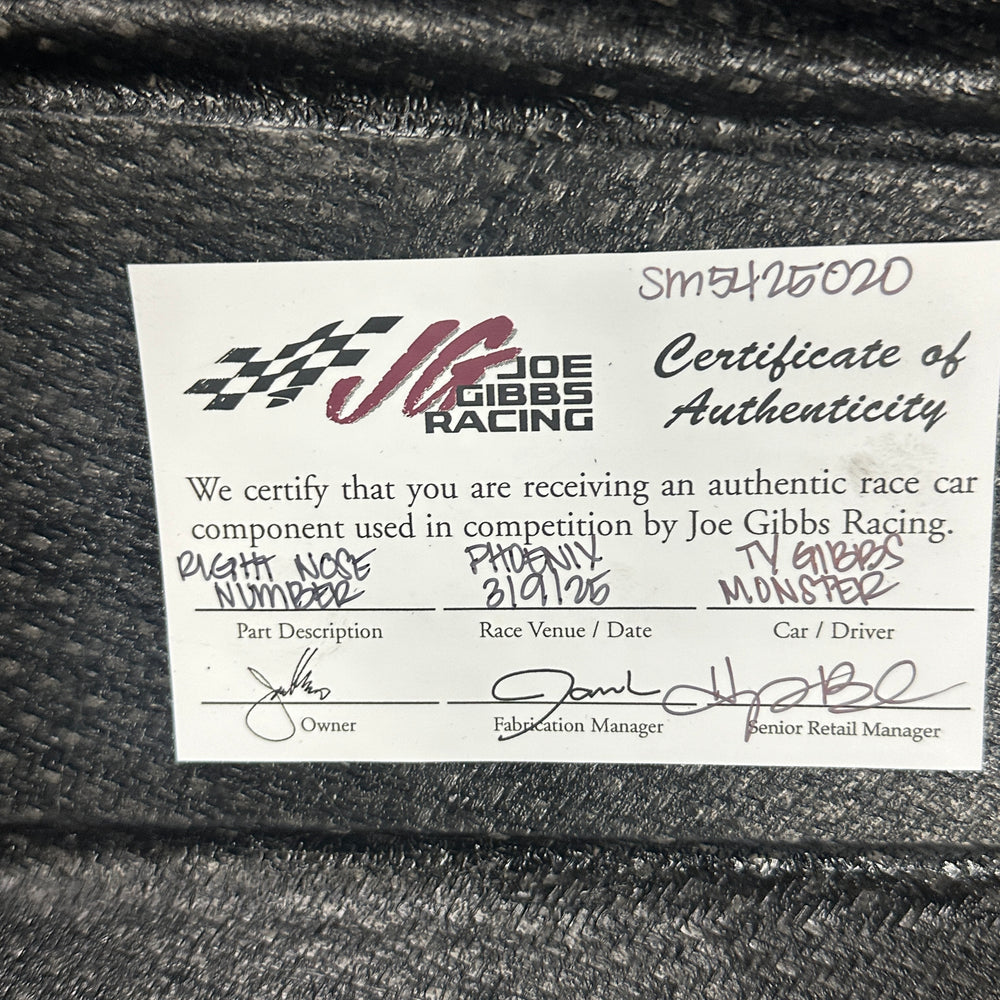 SM5425020
JG JOE
GIBBS
RACING
Certificate of
Authenticity
We certify that you are receiving an authentic race car
component used in competition by Joe Gibbs Racing.
RIGHT NOSE
NUMBER
Part Description
PHOENIX
3/9/25
Race Venue / Date
TY GIBBS
MONSTER
Car / Driver
Owner
Fabrication Manager
Senior Retail Manager